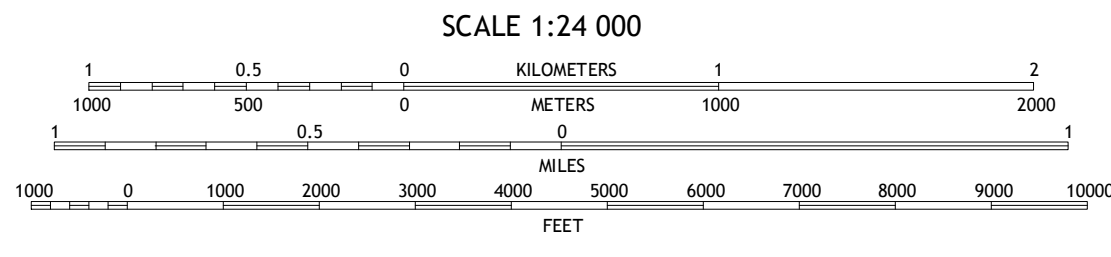 SCALE 1:24 000
1 0.5 0 KILOMETERS 1 2
1000 500 0 METERS 1000 2000
1 0.5 0 1
MILES
1000 0 1000 2000 3000 4000 5000 6000 7000 8000 9000 10000
FEET